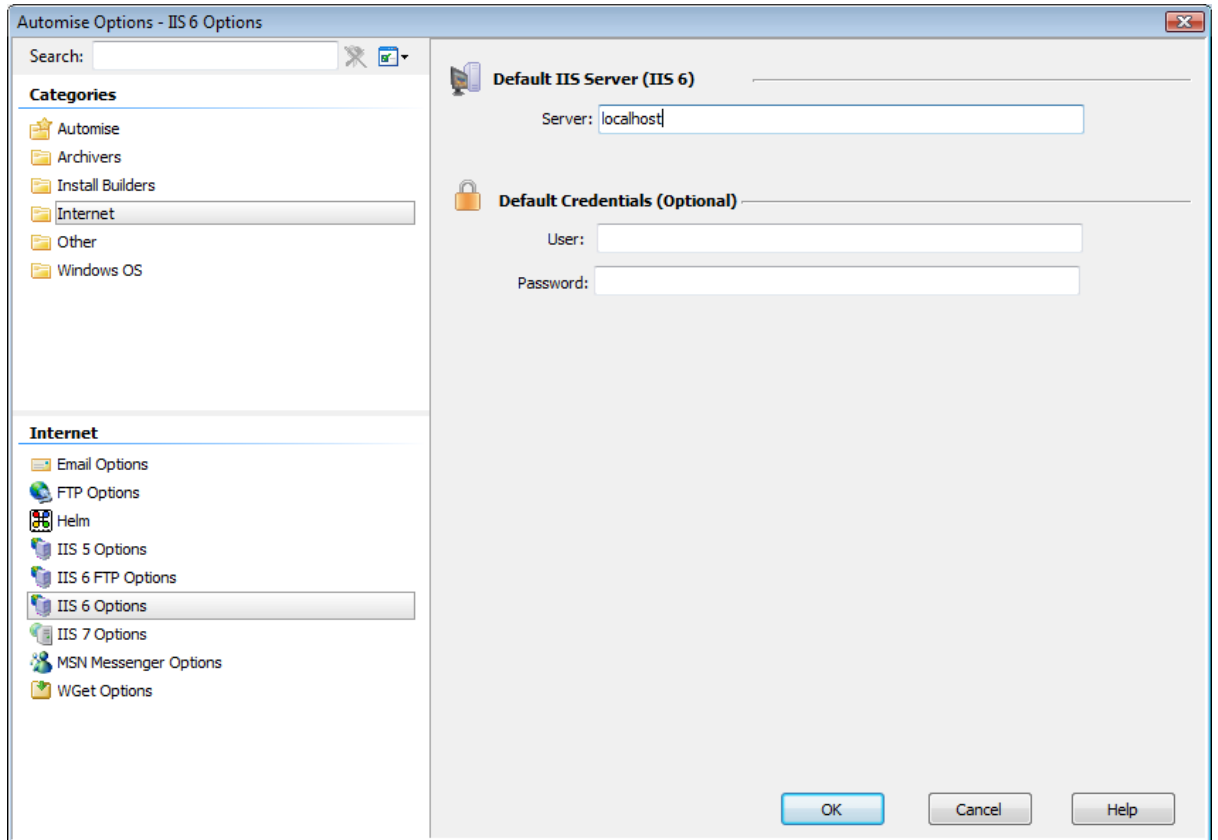 Automise Options - IIS 6 Options
Search:
Categories
Automise
Archivers
Install Builders
Internet
Other
Windows OS
Internet
Email Options
FTP Options
Helm
IIS 5 Options
IIS 6 FTP Options
IIS 6 Options
IIS 7 Options
MSN Messenger Options
WGet Options
Default IIS Server (IIS 6)
Server: localhost
Default Credentials (Optional)
User:
Password:
OK Cancel Help